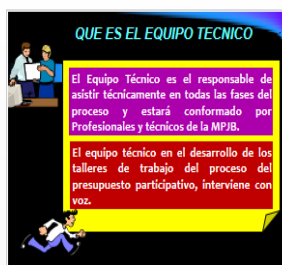 QUE ES EL EQUIPO TECNICO
El Equipo Técnico es el responsable de
asistir técnicamente en todas las fases del
proceso y estará conformado por
Profesionales y técnicos de la MPJB.
El equipo técnico en el desarrollo de los
talleres de trabajo del proceso del
presupuesto participativo, interviene con
voz.